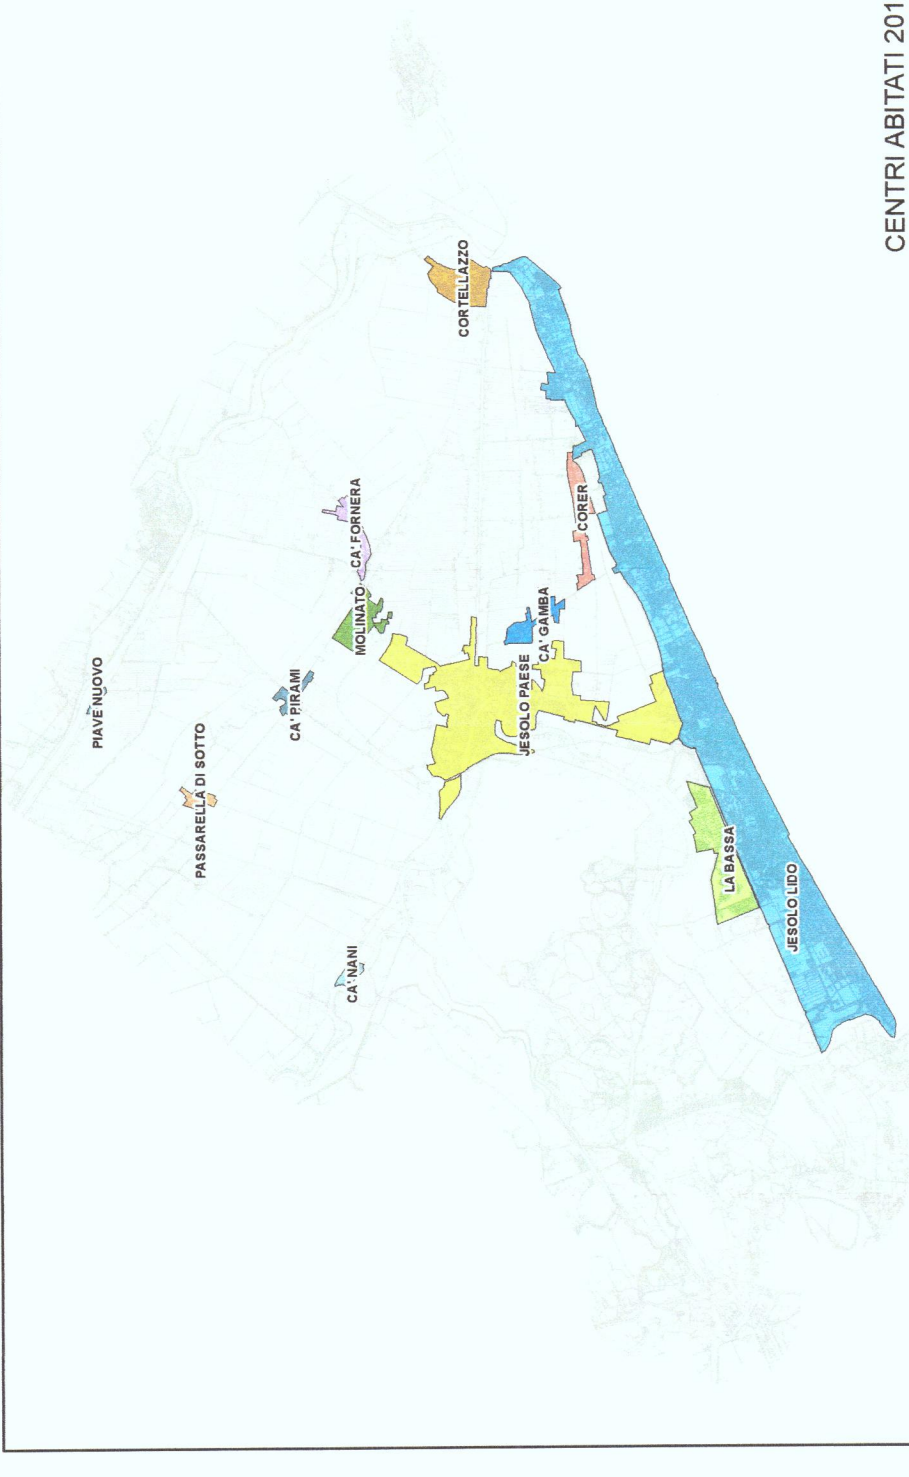 CENTRI ABITATI 201
PIAVE NUOVO
PASSARELLA DI SOTTO
CA' PIRAMI
CA' NANI
MOLINATO
CA' FORNERA
CORTELLAZZO
JESOLO PAESE
CA' GAMBA
CORER
LA BASSA
JESOLO LIDO